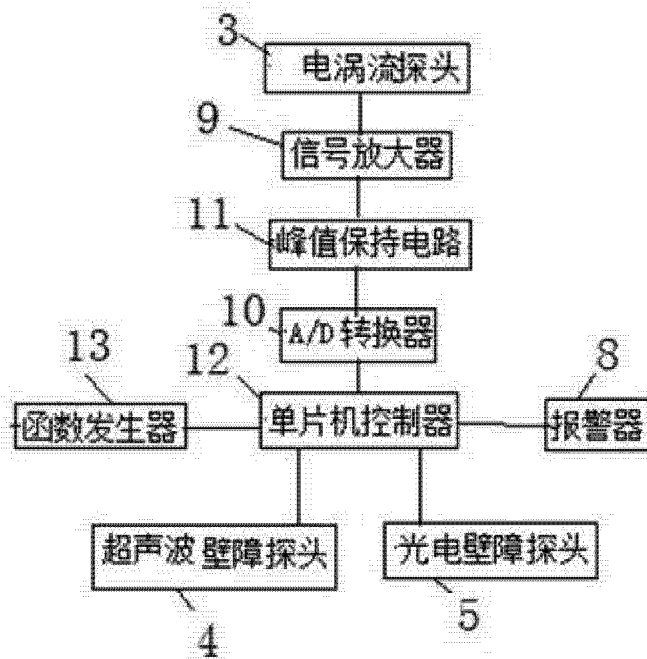 3
电涡流探头
9
信号放大器
11
峰值保持电路
10
A/D 转换器
13
12
8
函数发生器
单片机控制器
报警器
超声波壁障探头
光电壁障探头
4
5